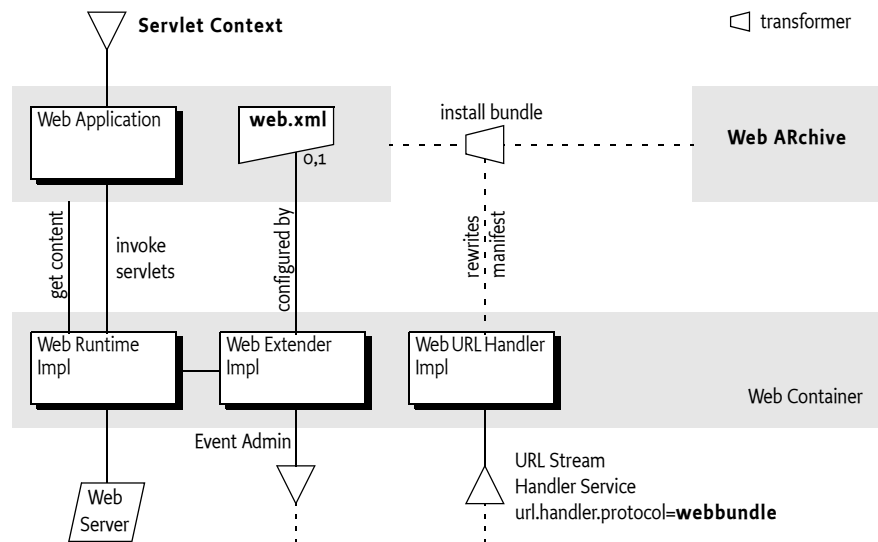 Servlet Context
transformer
install bundle
Web Application
web.xml
0,1
Web ARchive
get content
invoke
servlets
configured by
rewrites
manifest
Web Runtime
Impl
Web Extender
Impl
Web URL Handler
Impl
Web Container
Event Admin
Web
Server
URL Stream
Handler Service
url.handler.protocol=webbundle